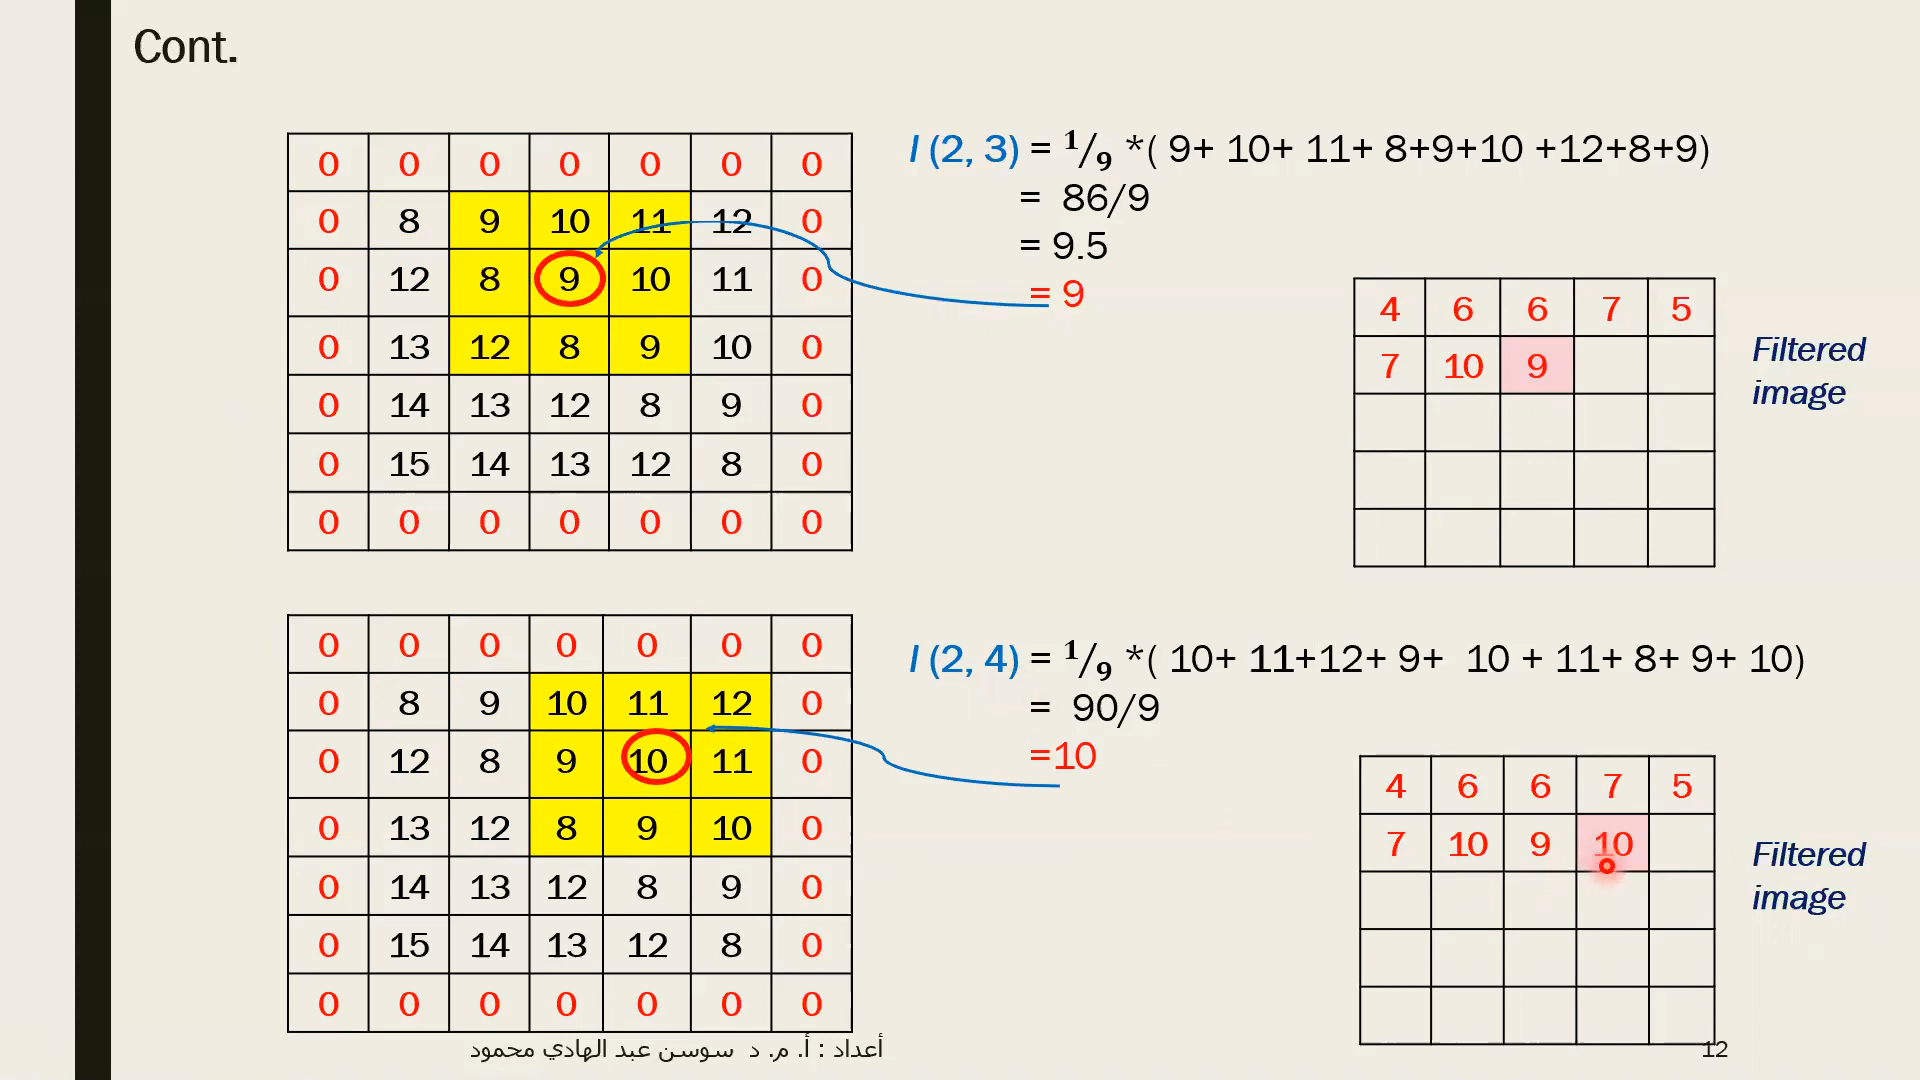 Cont.
0 0 0 0 0 0 0
0 8 9 10 11 12 0
0 12 8 9 10 11 0
0 13 12 8 9 10 0
0 14 13 12 8 9 0
0 15 14 13 12 8 0
0 0 0 0 0 0 0
I (2, 3) = 1/9 *( 9+ 10+ 11+ 8+9+10 +12+8+9)
= 86/9
= 9.5
= 9
4 6 6 7 5
7 10 9
Filtered
image
0 0 0 0 0 0 0
0 8 9 10 11 12 0
0 12 8 9 10 11 0
0 13 12 8 9 10 0
0 14 13 12 8 9 0
0 15 14 13 12 8 0
0 0 0 0 0 0 0
I (2, 4) = 1/9 *( 10+ 11+12+ 9+ 10 + 11+ 8+ 9+ 10)
= 90/9
=10
4 6 6 7 5
7 10 9 10
Filtered
image
أعداد : أ. م. د سوسن عبد الهادي محمود
12